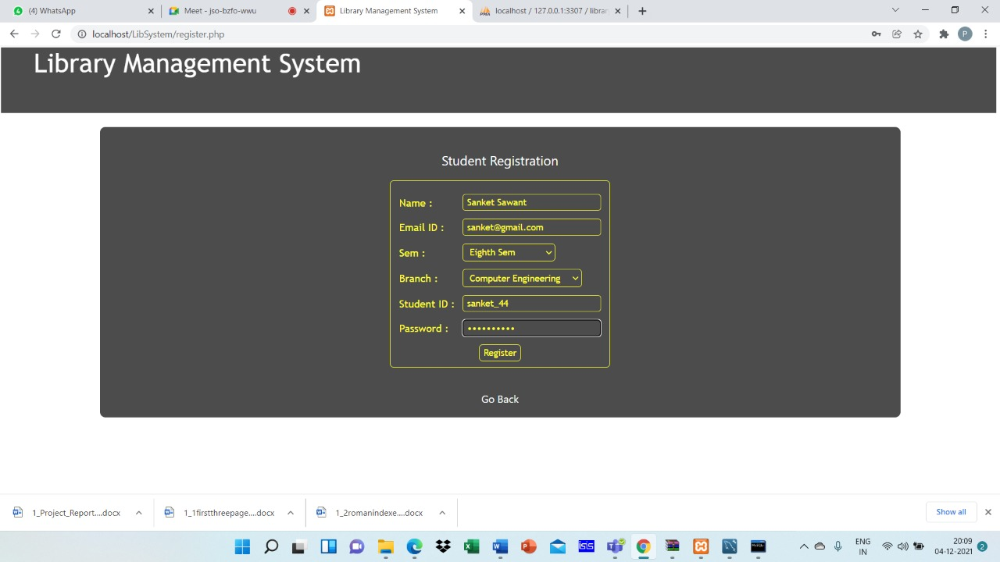 (4) WhatsApp
Meet - jso-bzfo-wwu
Library Management System
localhost / 127.0.0.1:3307 / librar
localhost/LibSystem/register.php
P
Library Management System
Student Registration
Name : Sanket Sawant
Email ID : sanket@gmail.com
Sem : Eighth Sem
Branch : Computer Engineering
Student ID : sanket_44
Password : ••••••••••
Register
Go Back
1_Project_Report....docx
1_1firstthreepage....docx
1_2romanindexe....docx
Show all
isis
ENG
IN
20:09
04-12-2021
2